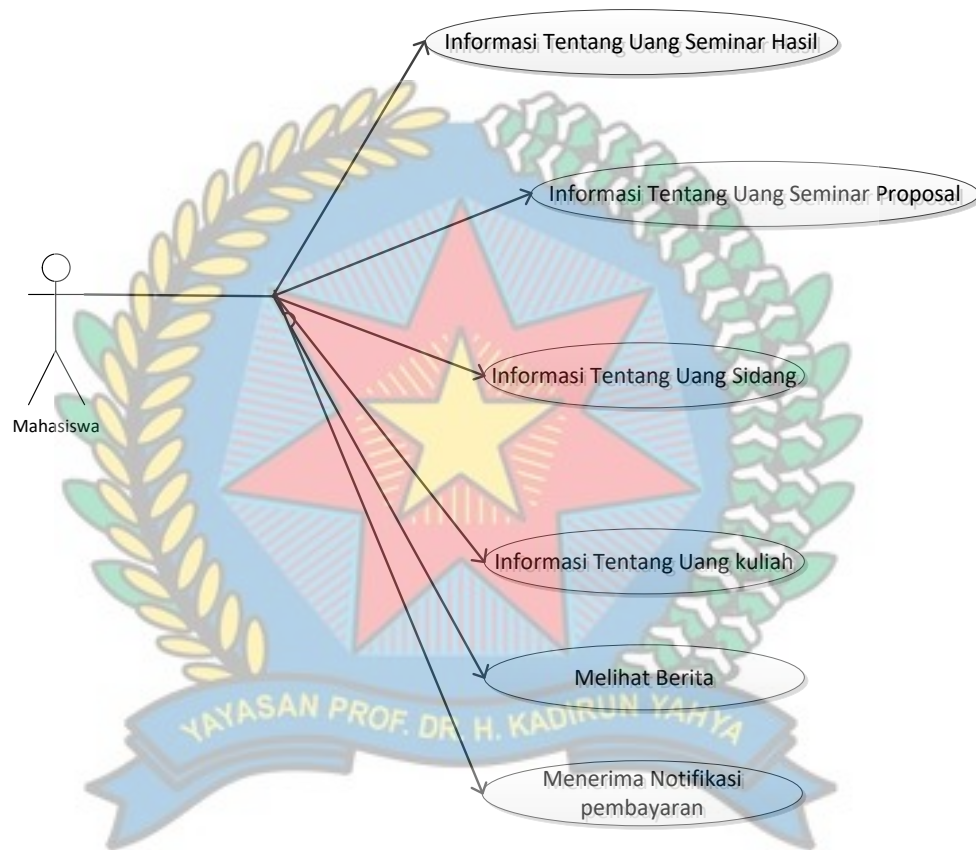 Informasi Tentang Uang Seminar Hasil
Informasi Tentang Uang Seminar Proposal
Mahasiswa
Informasi Tentang Uang Sidang
Informasi Tentang Uang kuliah
Melihat Berita
YAYASAN PROF. DR. H. KADIRUN YAHYA
Menerima Notifikasi
pembayaran